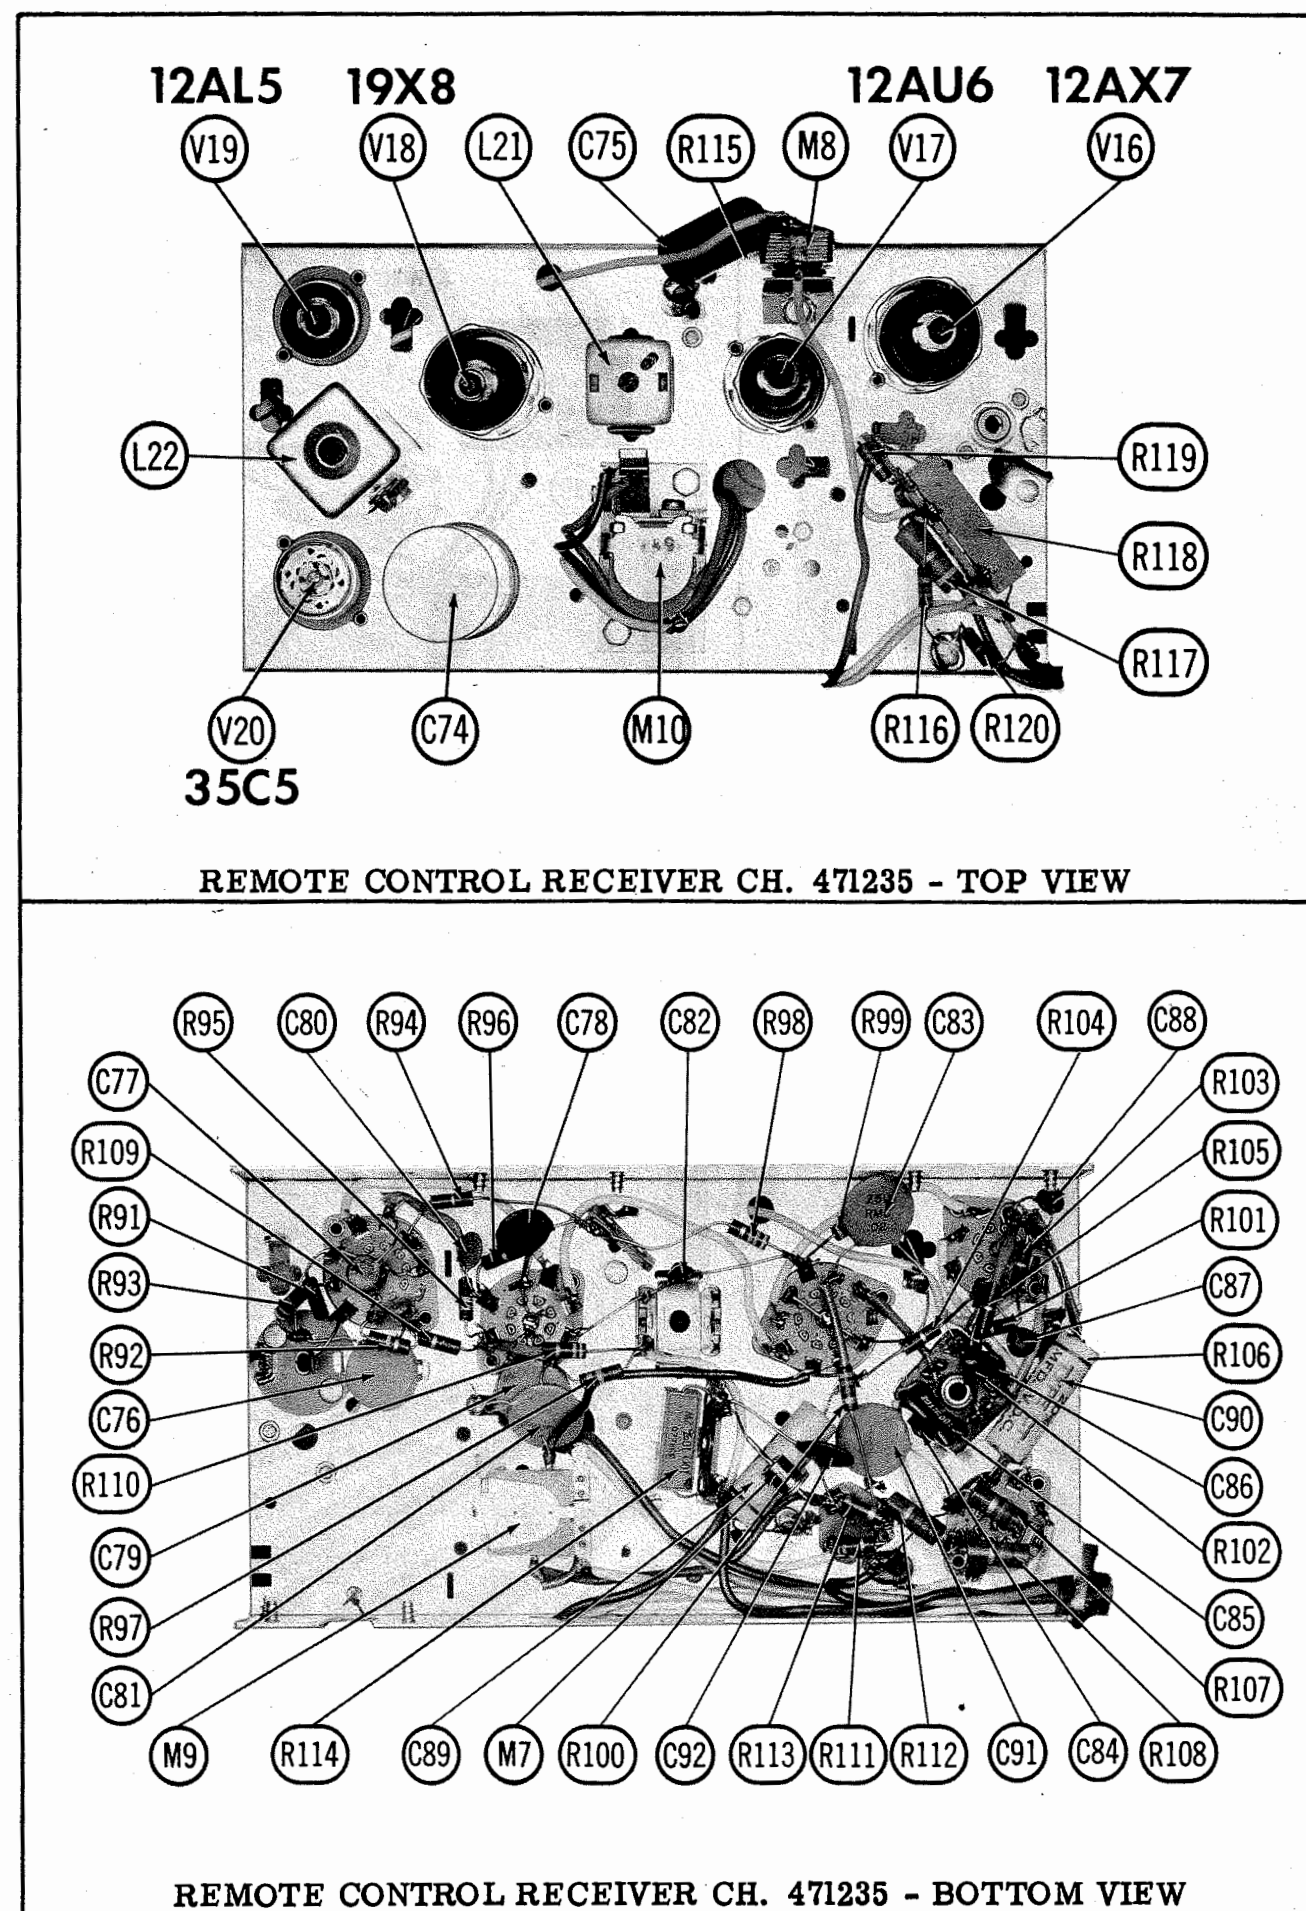 12AL5 19X8 12AU6 12AX7
V19 V18 L21 C75 R115 M8 V17 V16
L22
R119
R118
R117
V20 C74 M10 R116 R120
35C5
REMOTE CONTROL RECEIVER CH. 471235 - TOP VIEW
R95 C80 R94 R96 C78 C82 R98 R99 C83 R104 C88
C77
R109
R91
R93
R92
C76
R110
C79
R97
C81
R103
R105
R101
C87
R106
C90
C86
R102
C85
R107
M9 R114 C89 M7 R100 C92 R113 R111 R112 C91 C84 R108
REMOTE CONTROL RECEIVER CH. 471235 - BOTTOM VIEW